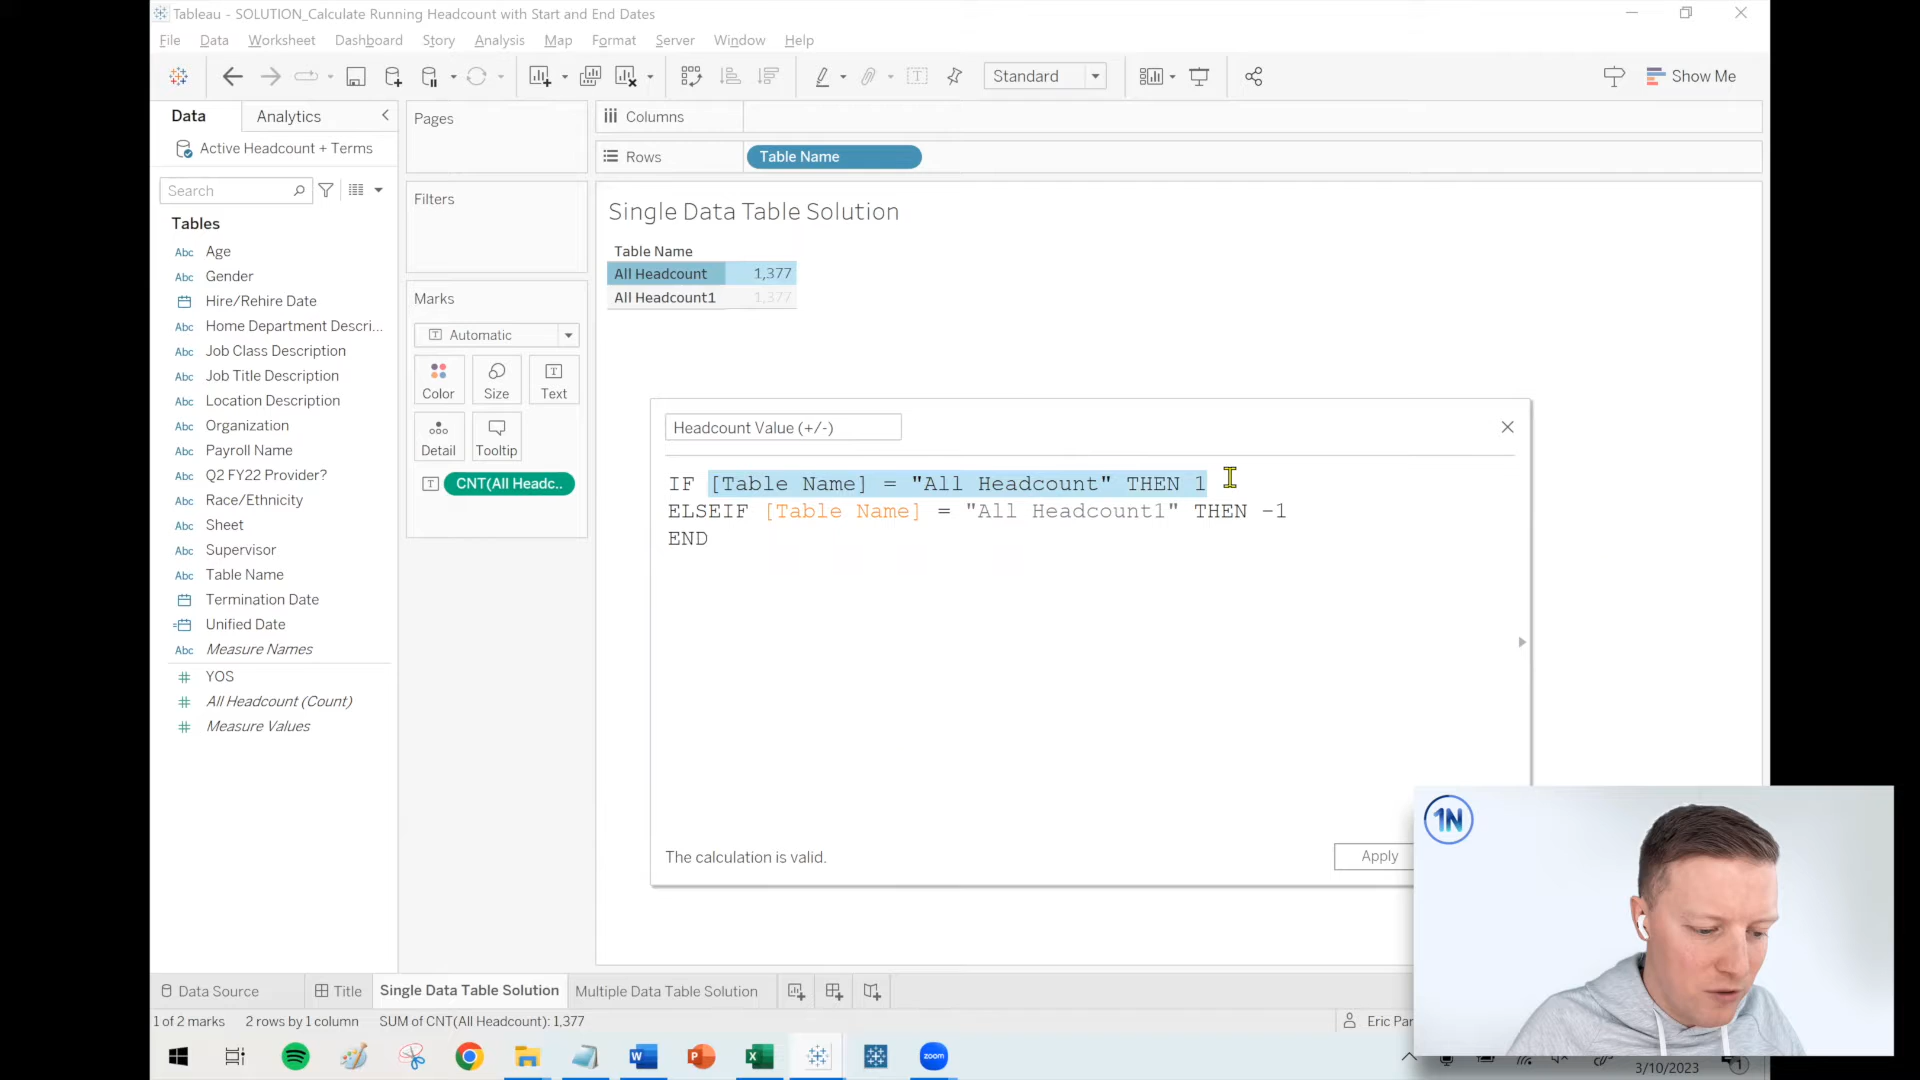 Tableau - SOLUTION_Calculate Running Headcount with Start and End Dates
File Data Worksheet Dashboard Story Analysis Map Format Server Window Help
Standard
Show Me
Data
Analytics
Active Headcount + Terms
Search
Tables
Abc Age
Abc Gender
Hire/Rehire Date
Abc Home Department Descri...
Abc Job Class Description
Abc Job Title Description
Abc Location Description
Abc Organization
Abc Payroll Name
Abc Q2 FY22 Provider?
Abc Race/Ethnicity
Abc Sheet
Abc Supervisor
Abc Table Name
Termination Date
Unified Date
Abc Measure Names
YOS
All Headcount (Count)
Measure Values
Pages
Filters
Marks
Automatic
Color
Size
Text
Detail
Tooltip
CNT(All Headc..
Columns
Rows
Table Name
Single Data Table Solution
Table Name
All Headcount 1,377
All Headcount1 1,377
Headcount Value (+/-)
IF [Table Name] = "All Headcount" THEN 1
ELSEIF [Table Name] = "All Headcount1" THEN -1
END
The calculation is valid.
Apply
1N
Data Source
Title
Single Data Table Solution
Multiple Data Table Solution
1 of 2 marks
2 rows by 1 column
SUM of CNT(All Headcount): 1,377
Eric Par
zoom
3/10/2023
1